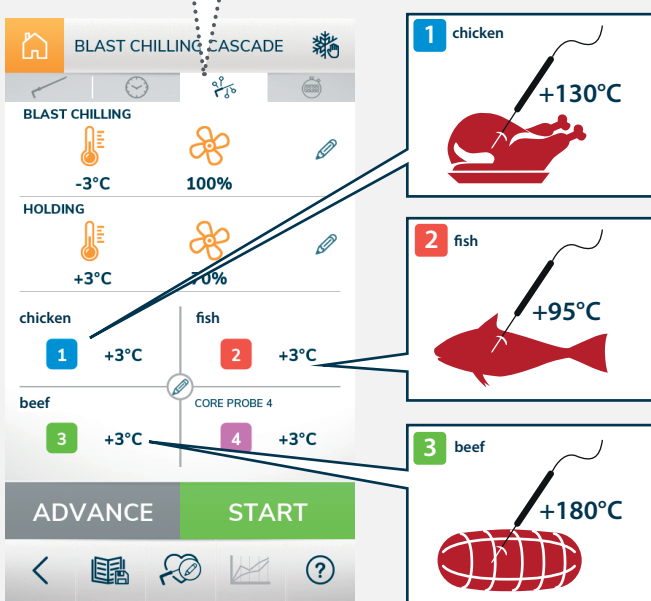 BLAST CHILLING CASCADE
BLAST CHILLING
-3°C 100%
HOLDING
+3°C 70%
chicken fish
1 +3°C 2 +3°C
beef CORE PROBE 4
3 +3°C 4 +3°C
ADVANCE START
?
1 chicken
+130°C
2 fish
+95°C
3 beef
+180°C